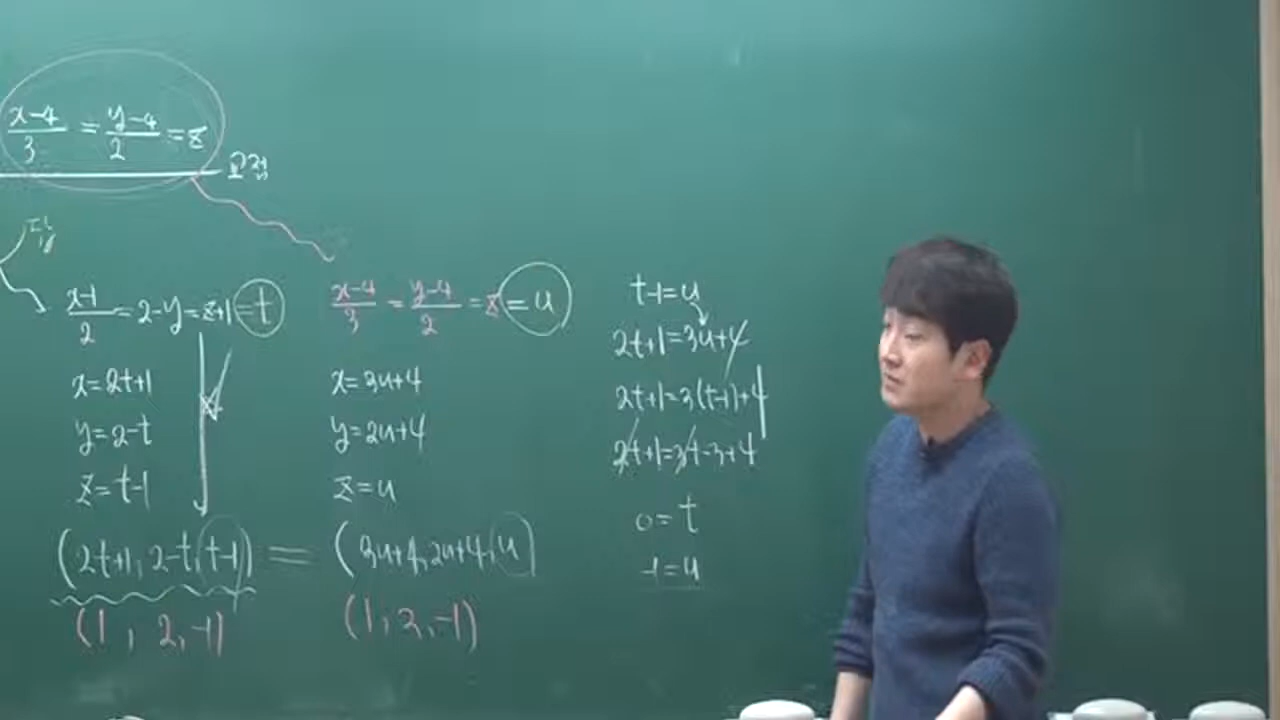 x-4/3 = y-4/2 = z
교점
x-1/2 = 2-y = z+1 = t
x = 2t+1
y = 2-t
z = t-1
(2t+1, 2-t, t-1) = (3u+4, 2u+4, u)
(1, 2, -1)
x-4/3 = y-4/2 = z = u
x = 3u+4
y = 2u+4
z = u
(1, 2, -1)
t-1 = u
2t+1 = 3u+4
2t+1 = 3(t-1)+4
2t+1 = 3t-3+4
0 = t
-1 = u